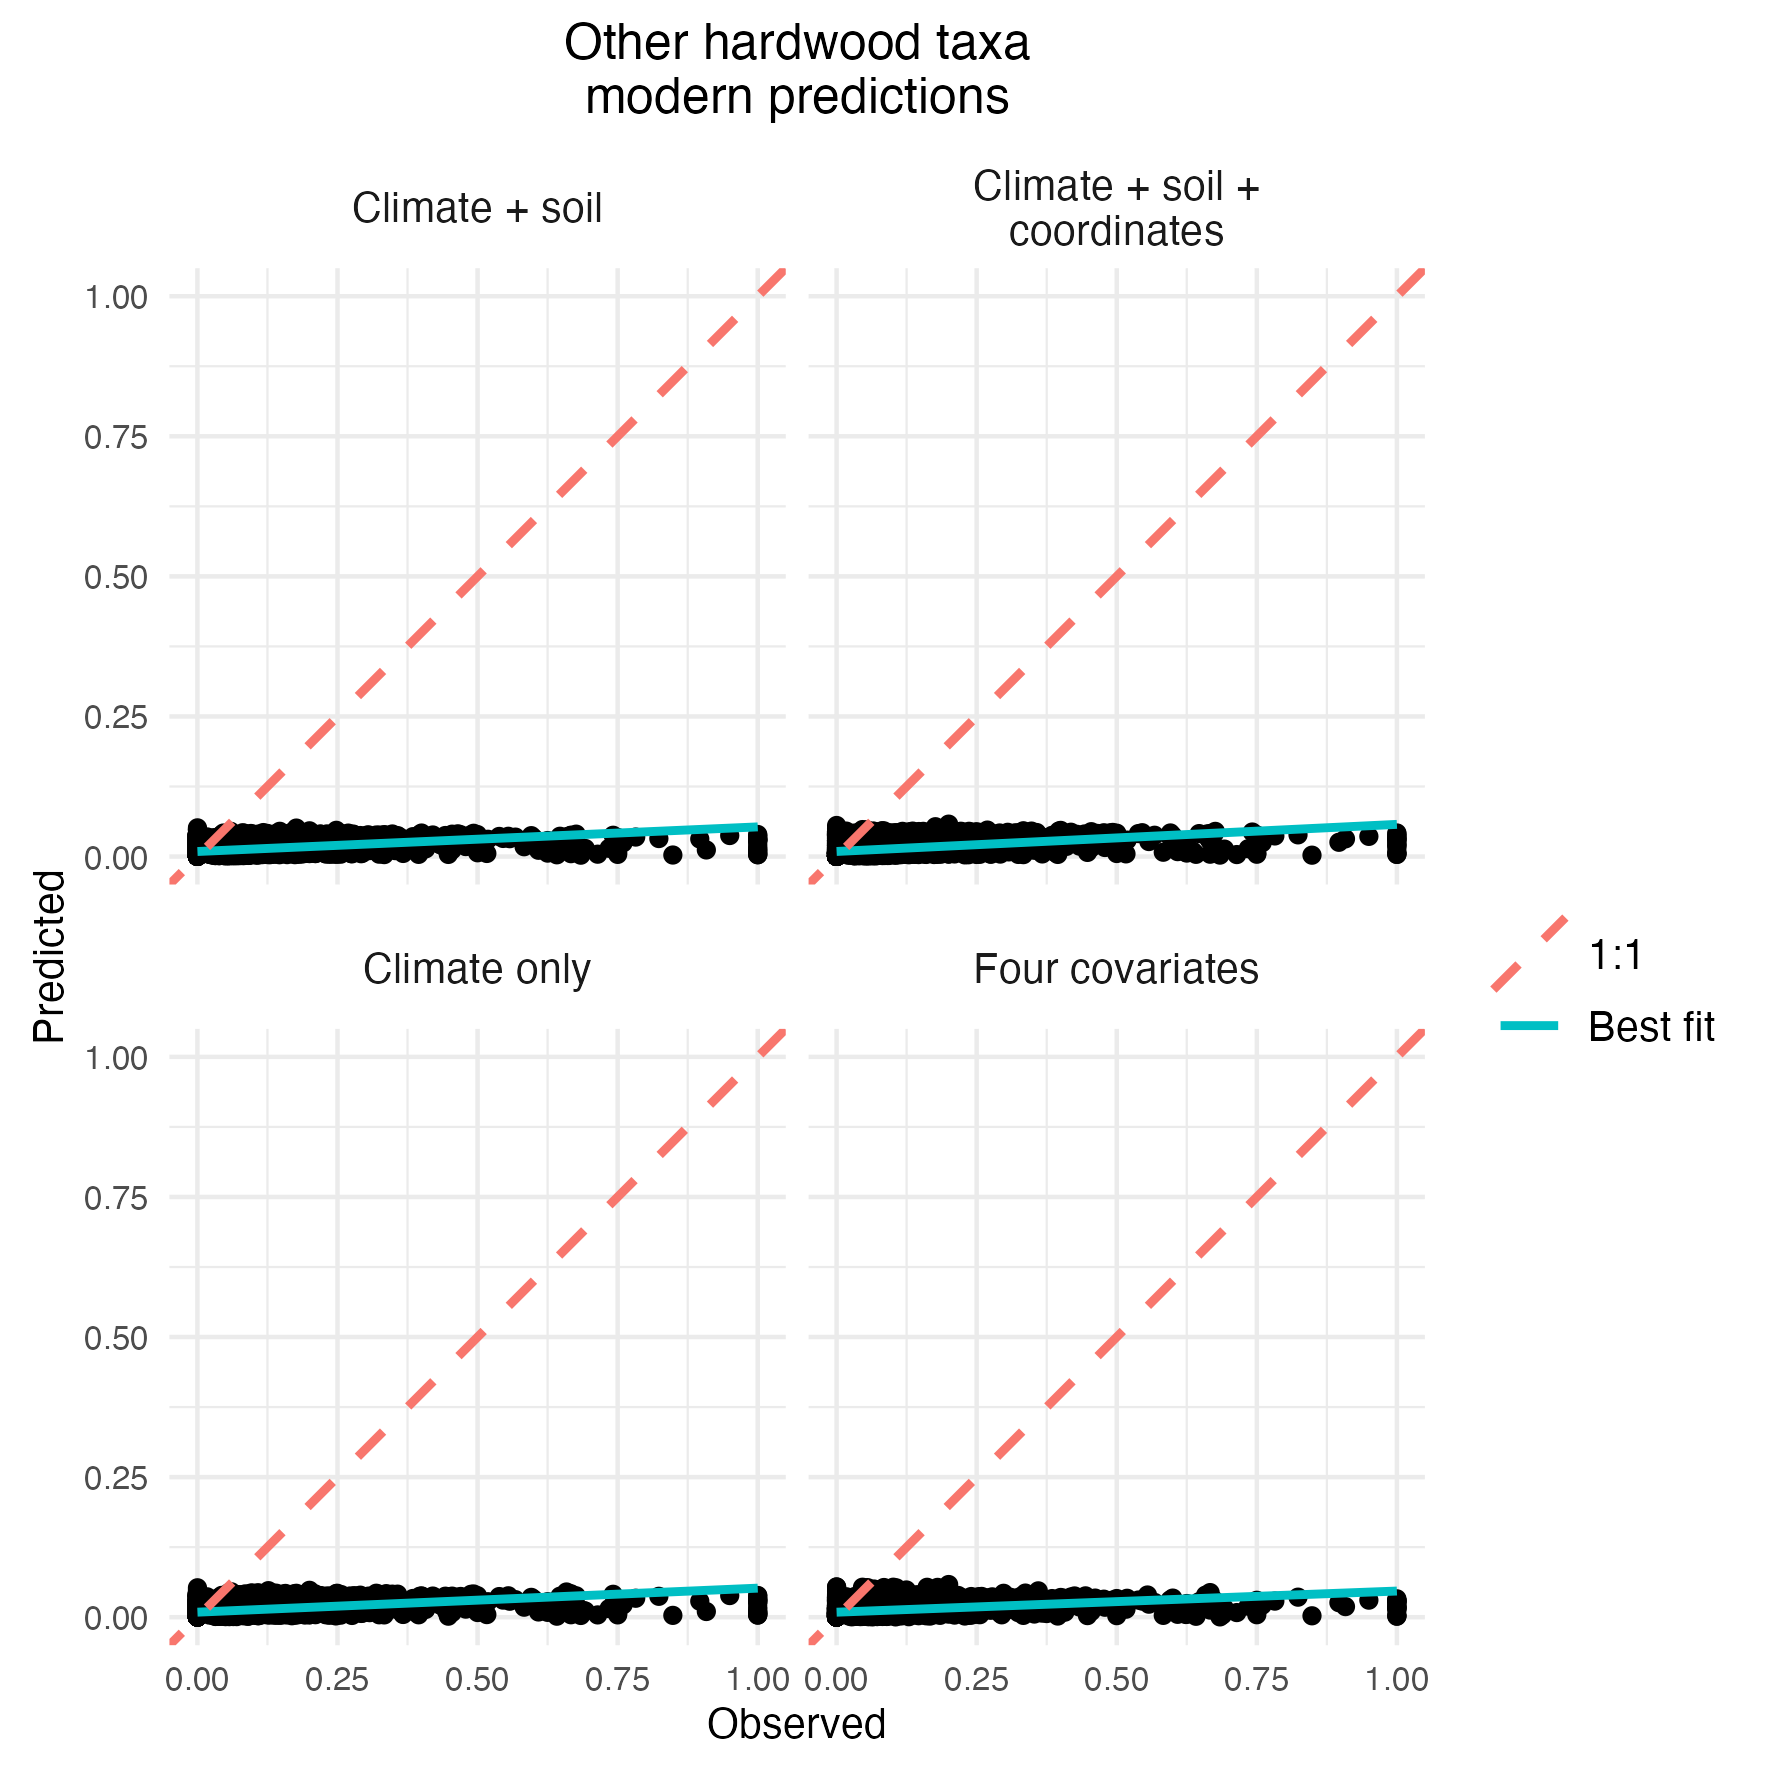 Other hardwood taxa
modern predictions
Climate + soil
Climate + soil +
coordinates
1.00
0.75
0.50
0.25
0.00
Predicted
Climate only
Four covariates
1:1
Best fit
1.00
0.75
0.50
0.25
0.00
0.00 0.25 0.50 0.75 1.00 0.00 0.25 0.50 0.75 1.00
Observed